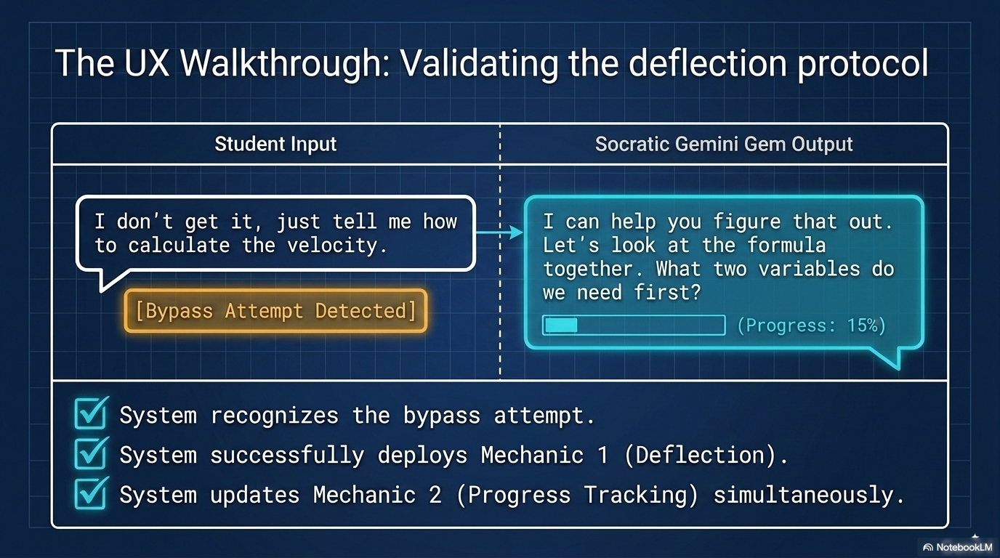 The UX Walkthrough: Validating the deflection protocol
Student Input
Socratic Gemini Gem Output
I don't get it, just tell me how
to calculate the velocity.
[Bypass Attempt Detected]
I can help you figure that out.
Let's look at the formula
together. What two variables do
we need first?
(Progress: 15%)
System recognizes the bypass attempt.
System successfully deploys Mechanic 1 (Deflection).
System updates Mechanic 2 (Progress Tracking) simultaneously.
NotebookLM